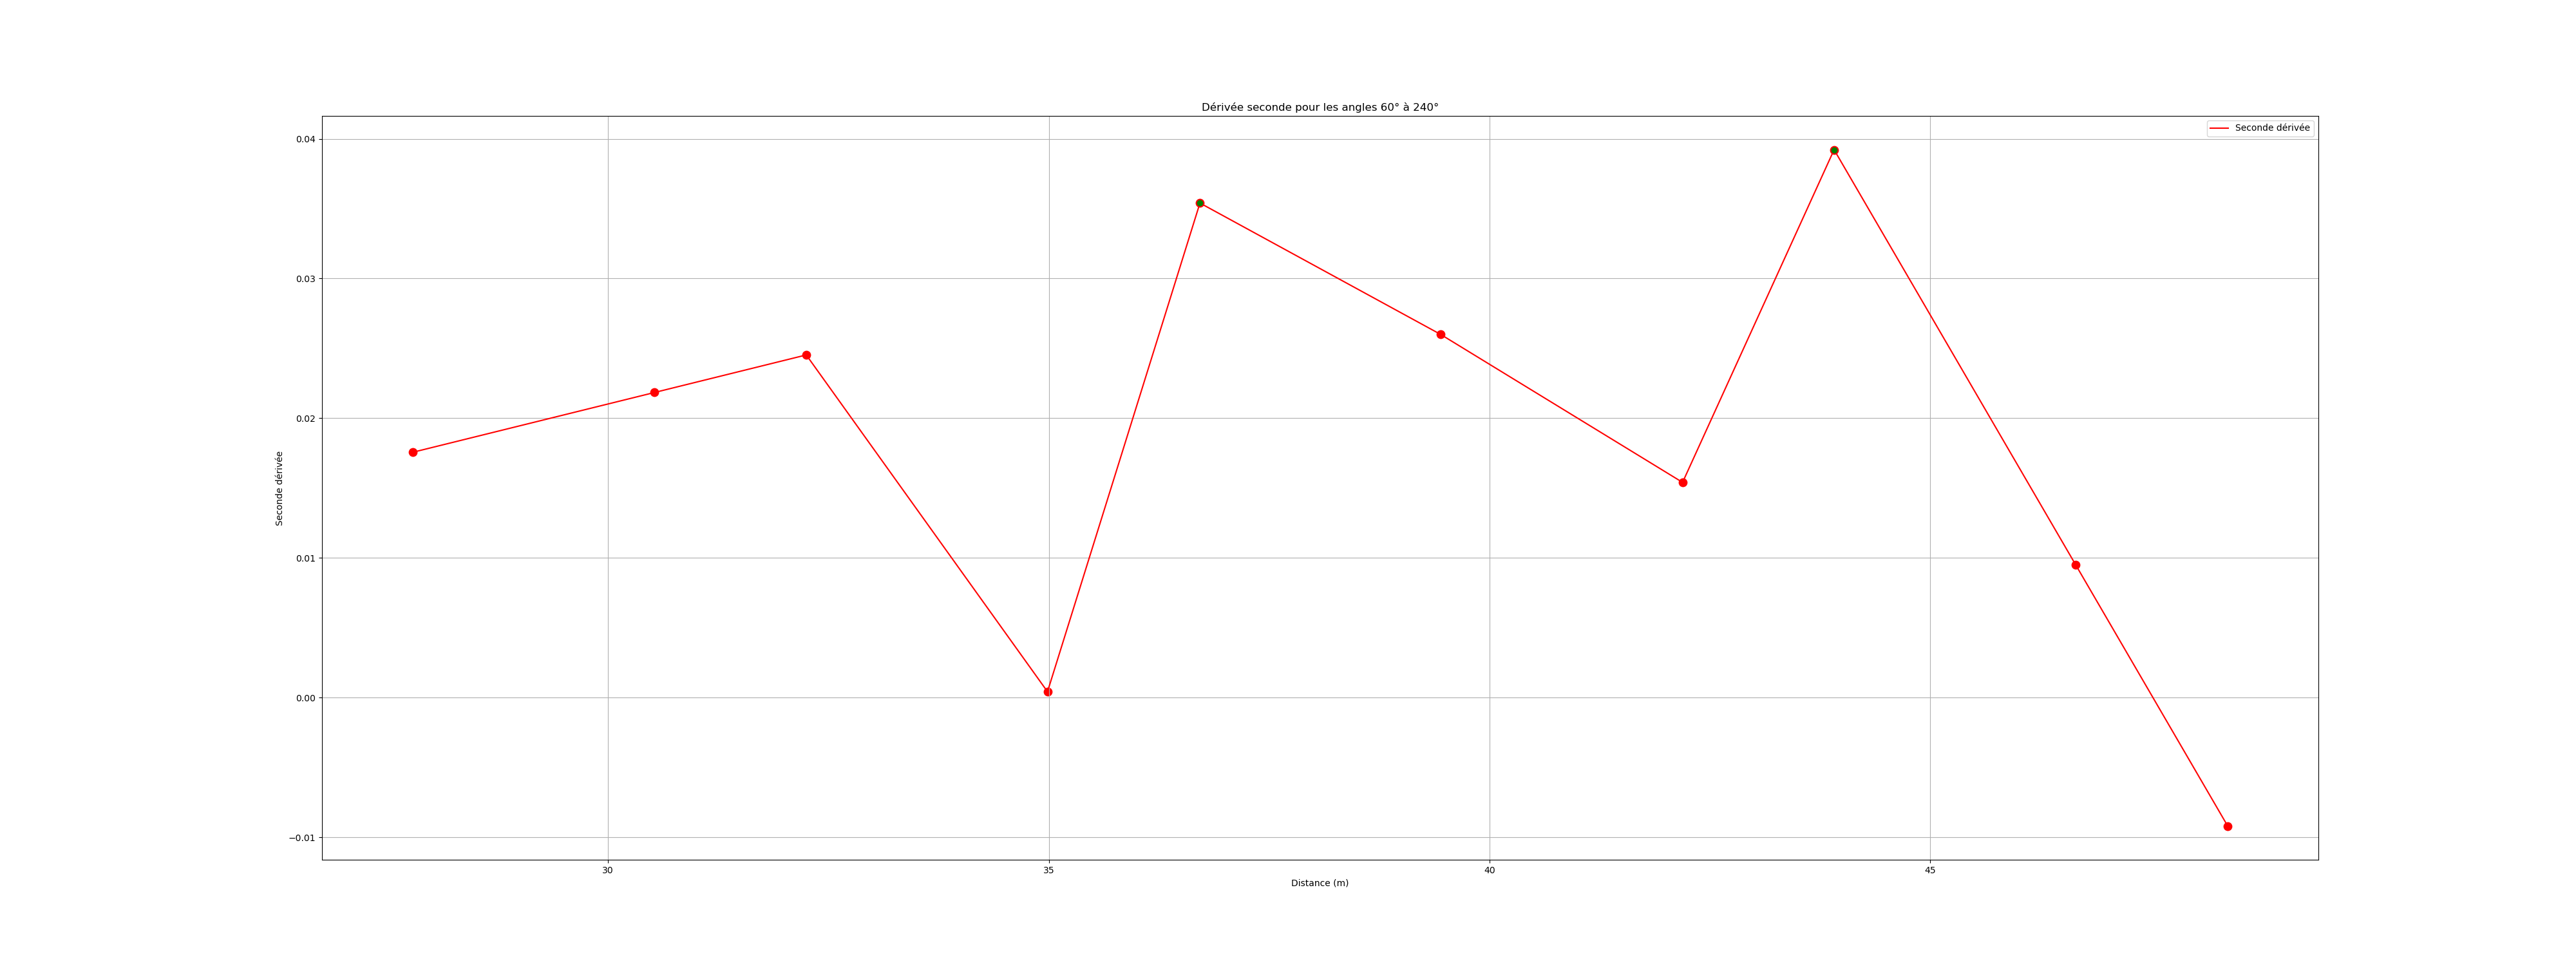 Dérivée seconde pour les angles 60° à 240°
Seconde dérivée
0.04
0.03
0.02
0.01
0.00
−0.01
Seconde dérivée
30
35
40
45
Distance (m)